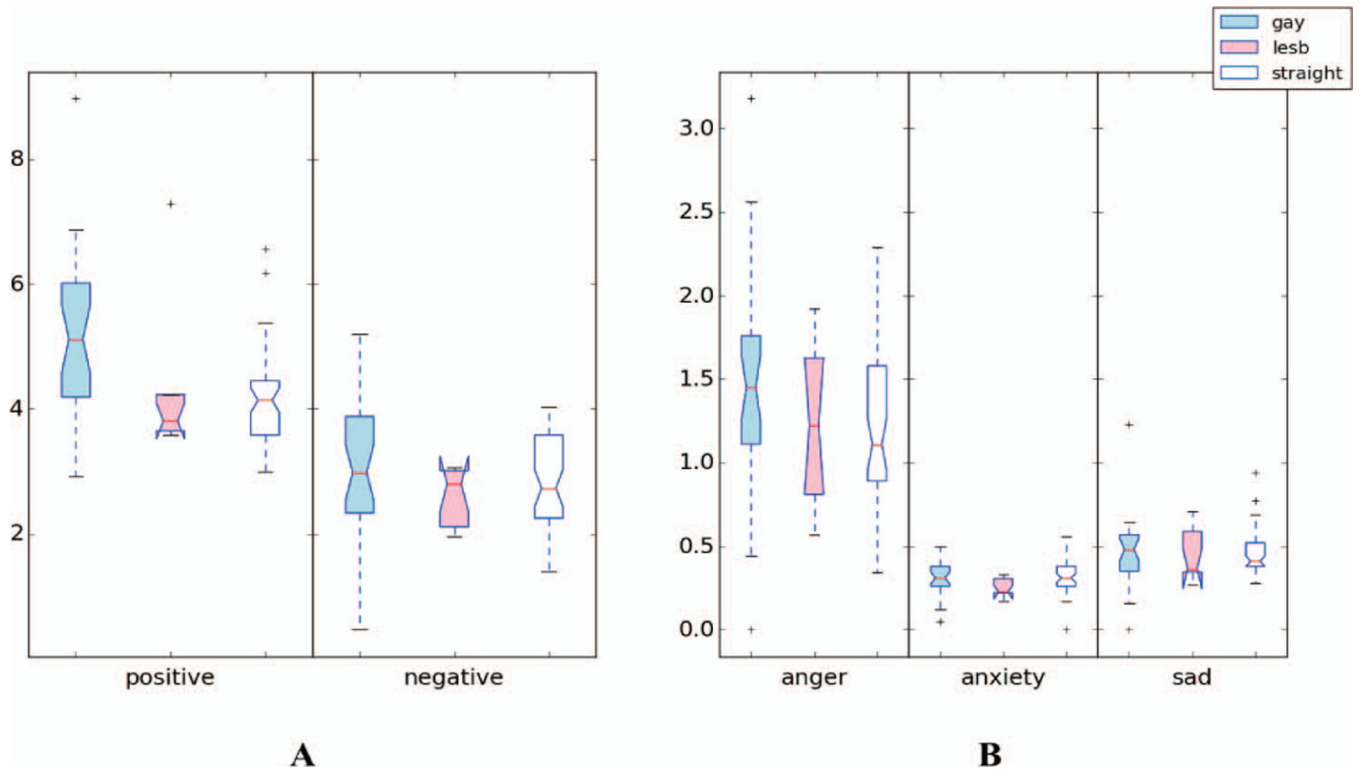 gay
lesb
straight
8
6
4
2
positive
negative
3.0
2.5
2.0
1.5
1.0
0.5
0.0
anger
anxiety
sad
A
B